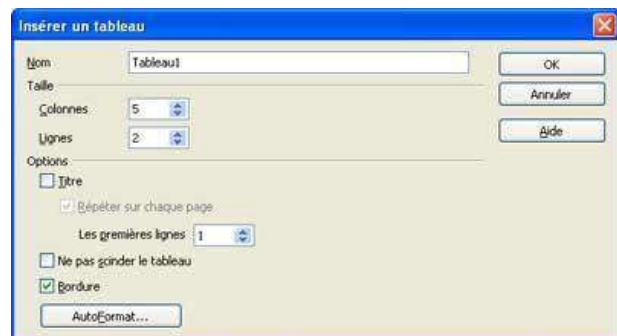 Insérer un tableau
Nom Tableau1 OK
Taille Annuler
Colonnes 5
Lignes 2 Aide
Options
Titre
Répéter sur chaque page
Les premières lignes 1
Ne pas scinder le tableau
Bordure
AutoFormat...